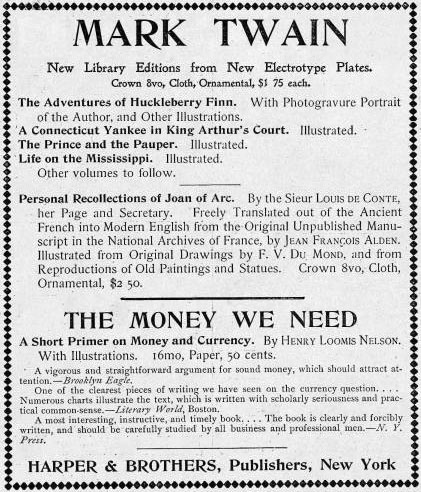 MARK TWAIN
New Library Editions from New Electrotype Plates.
Crown 8vo, Cloth, Ornamental, $1 75 each.
The Adventures of Huckleberry Finn. With Photogravure Portrait
of the Author, and Other Illustrations.
A Connecticut Yankee in King Arthur's Court. Illustrated.
The Prince and the Pauper. Illustrated.
Life on the Mississippi. Illustrated.
Other volumes to follow.
Personal Recollections of Joan of Arc. By the Sieur LOUIS DE CONTE,
her Page and Secretary. Freely Translated out of the Ancient
French into Modern English from the Original Unpublished Manu-
script in the National Archives of France, by JEAN FRANÇOIS ALDEN.
Illustrated from Original Drawings by F. V. DU MOND, and from
Reproductions of Old Paintings and Statues. Crown 8vo, Cloth,
Ornamental, $2 50.
THE MONEY WE NEED
A Short Primer on Money and Currency. By HENRY LOOMIS NELSON.
With Illustrations. 16mo, Paper, 50 cents.
A vigorous and straightforward argument for sound money, which should attract at-
tention.—Brooklyn Eagle.
One of the clearest pieces of writing we have seen on the currency question. . . .
Numerous charts illustrate the text, which is written with scholarly seriousness and prac-
tical common-sense.—Literary World, Boston.
A most interesting, instructive, and timely book. . . . The book is clearly and forcibly
written, and should be carefully studied by all business and professional men.—N. Y.
Press.
HARPER & BROTHERS, Publishers, New York